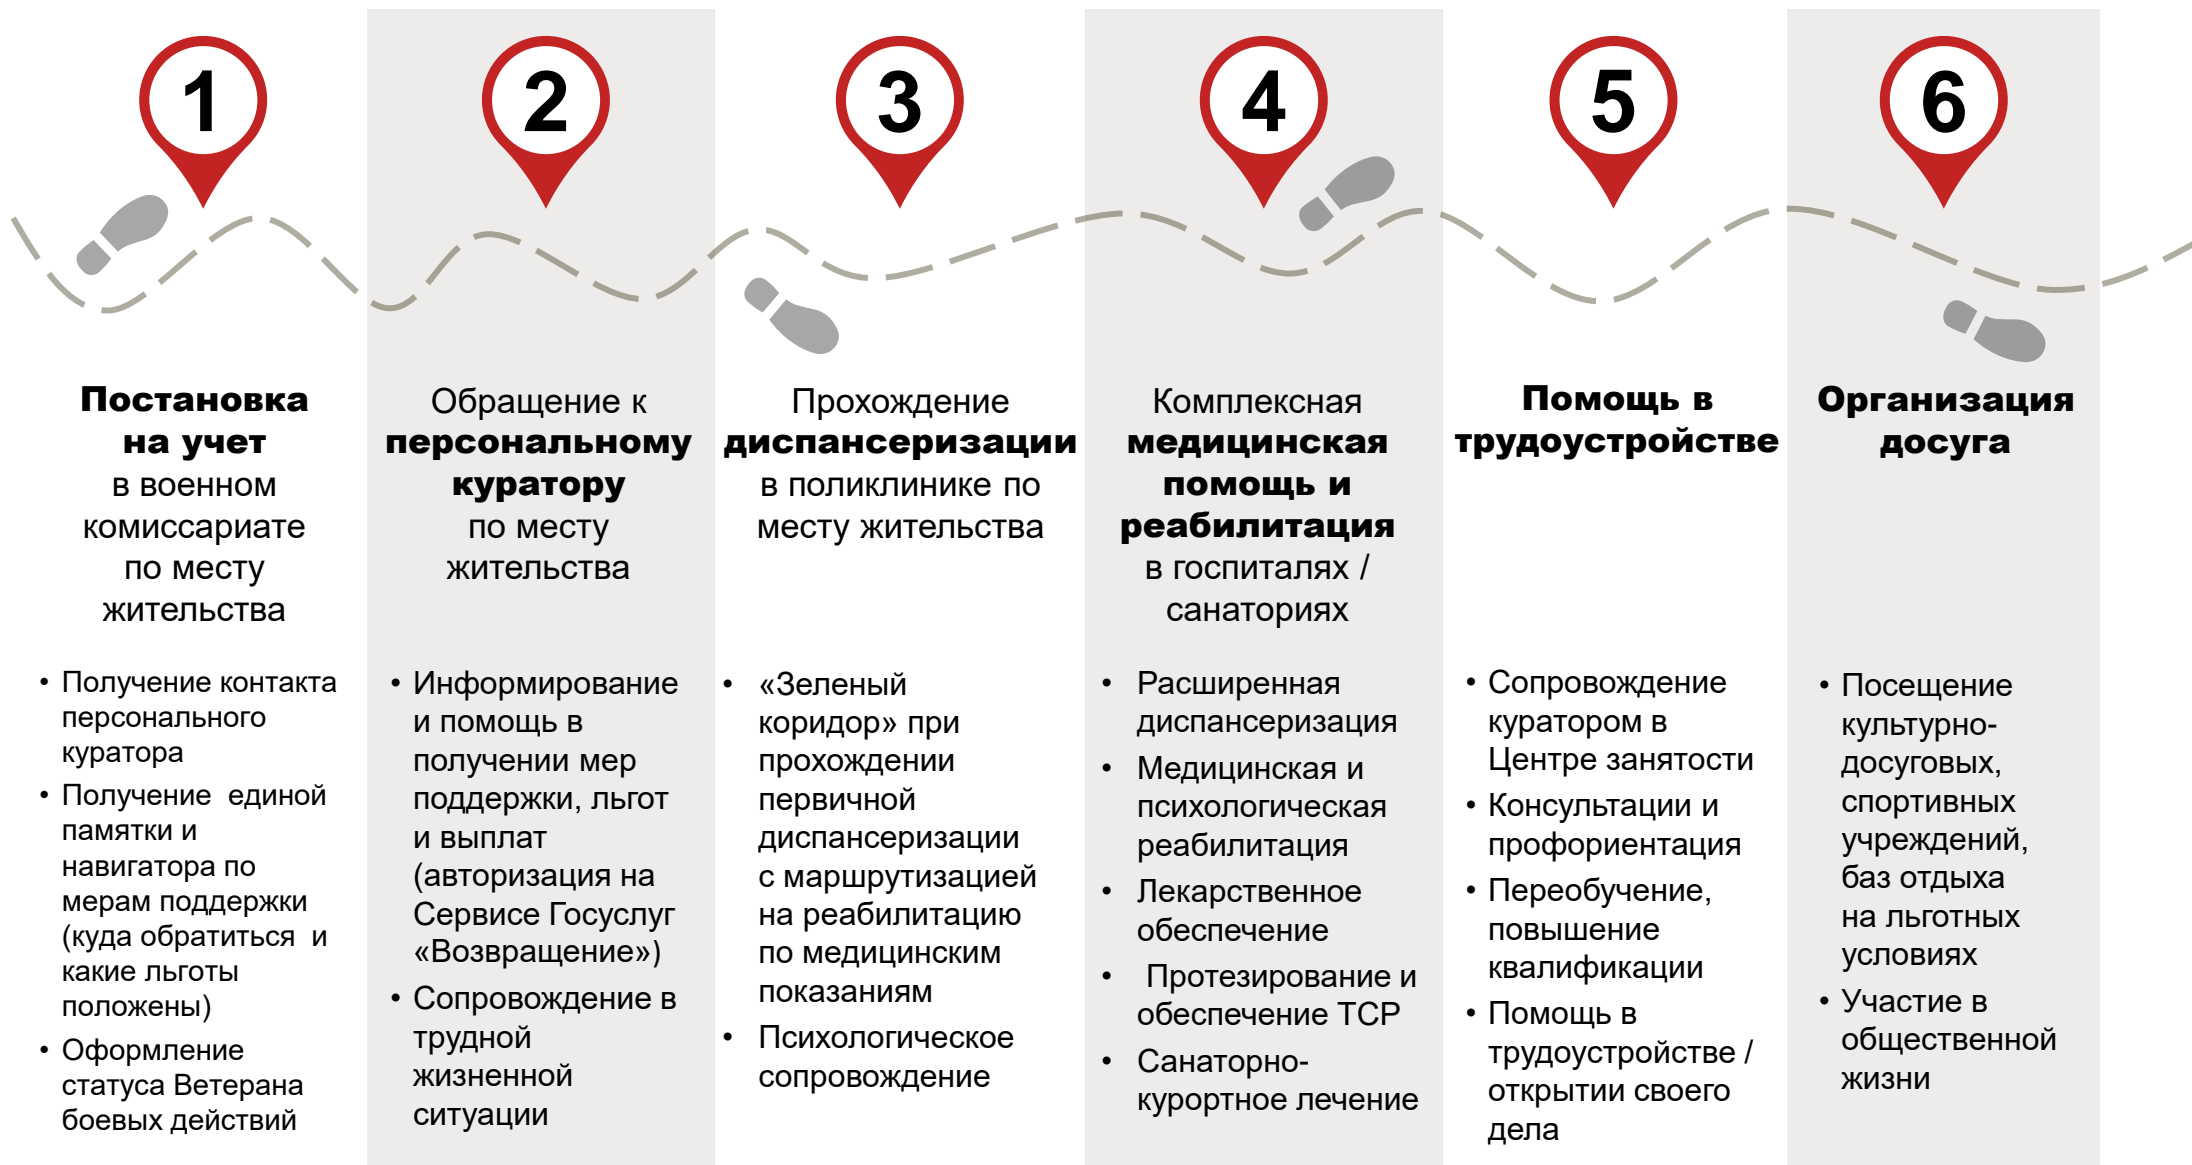 1
Постановка
на учет
в военном
комиссариате
по месту
жительства
• Получение контакта
персонального
куратора
• Получение  единой
памятки и
навигатора по
мерам поддержки
(куда обратиться  и
какие льготы
положены)
• Оформление
статуса Ветерана
боевых действий
2
Обращение к
персональному
куратору
по месту
жительства
• Информирование
и помощь в
получении мер
поддержки, льгот
и выплат
(авторизация на
Сервисе Госуслуг
«Возвращение»)
• Сопровождение в
трудной
жизненной
ситуации
3
Прохождение
диспансеризации
в поликлинике по
месту жительства
• «Зеленый
коридор» при
прохождении
первичной
диспансеризации
с маршрутизацией
на реабилитацию
по медицинским
показаниям
• Психологическое
сопровождение
4
Комплексная
медицинская
помощь и
реабилитация
в госпиталях /
санаториях
• Расширенная
диспансеризация
• Медицинская и
психологическая
реабилитация
• Лекарственное
обеспечение
• Протезирование и
обеспечение ТСР
• Санаторно-
курортное лечение
5
Помощь в
трудоустройстве
• Сопровождение
куратором в
Центре занятости
• Консультации и
профориентация
• Переобучение,
повышение
квалификации
• Помощь в
трудоустройстве /
открытии своего
дела
6
Организация
досуга
• Посещение
культурно-
досуговых,
спортивных
учреждений,
баз отдыха
на льготных
условиях
• Участие в
общественной
жизни